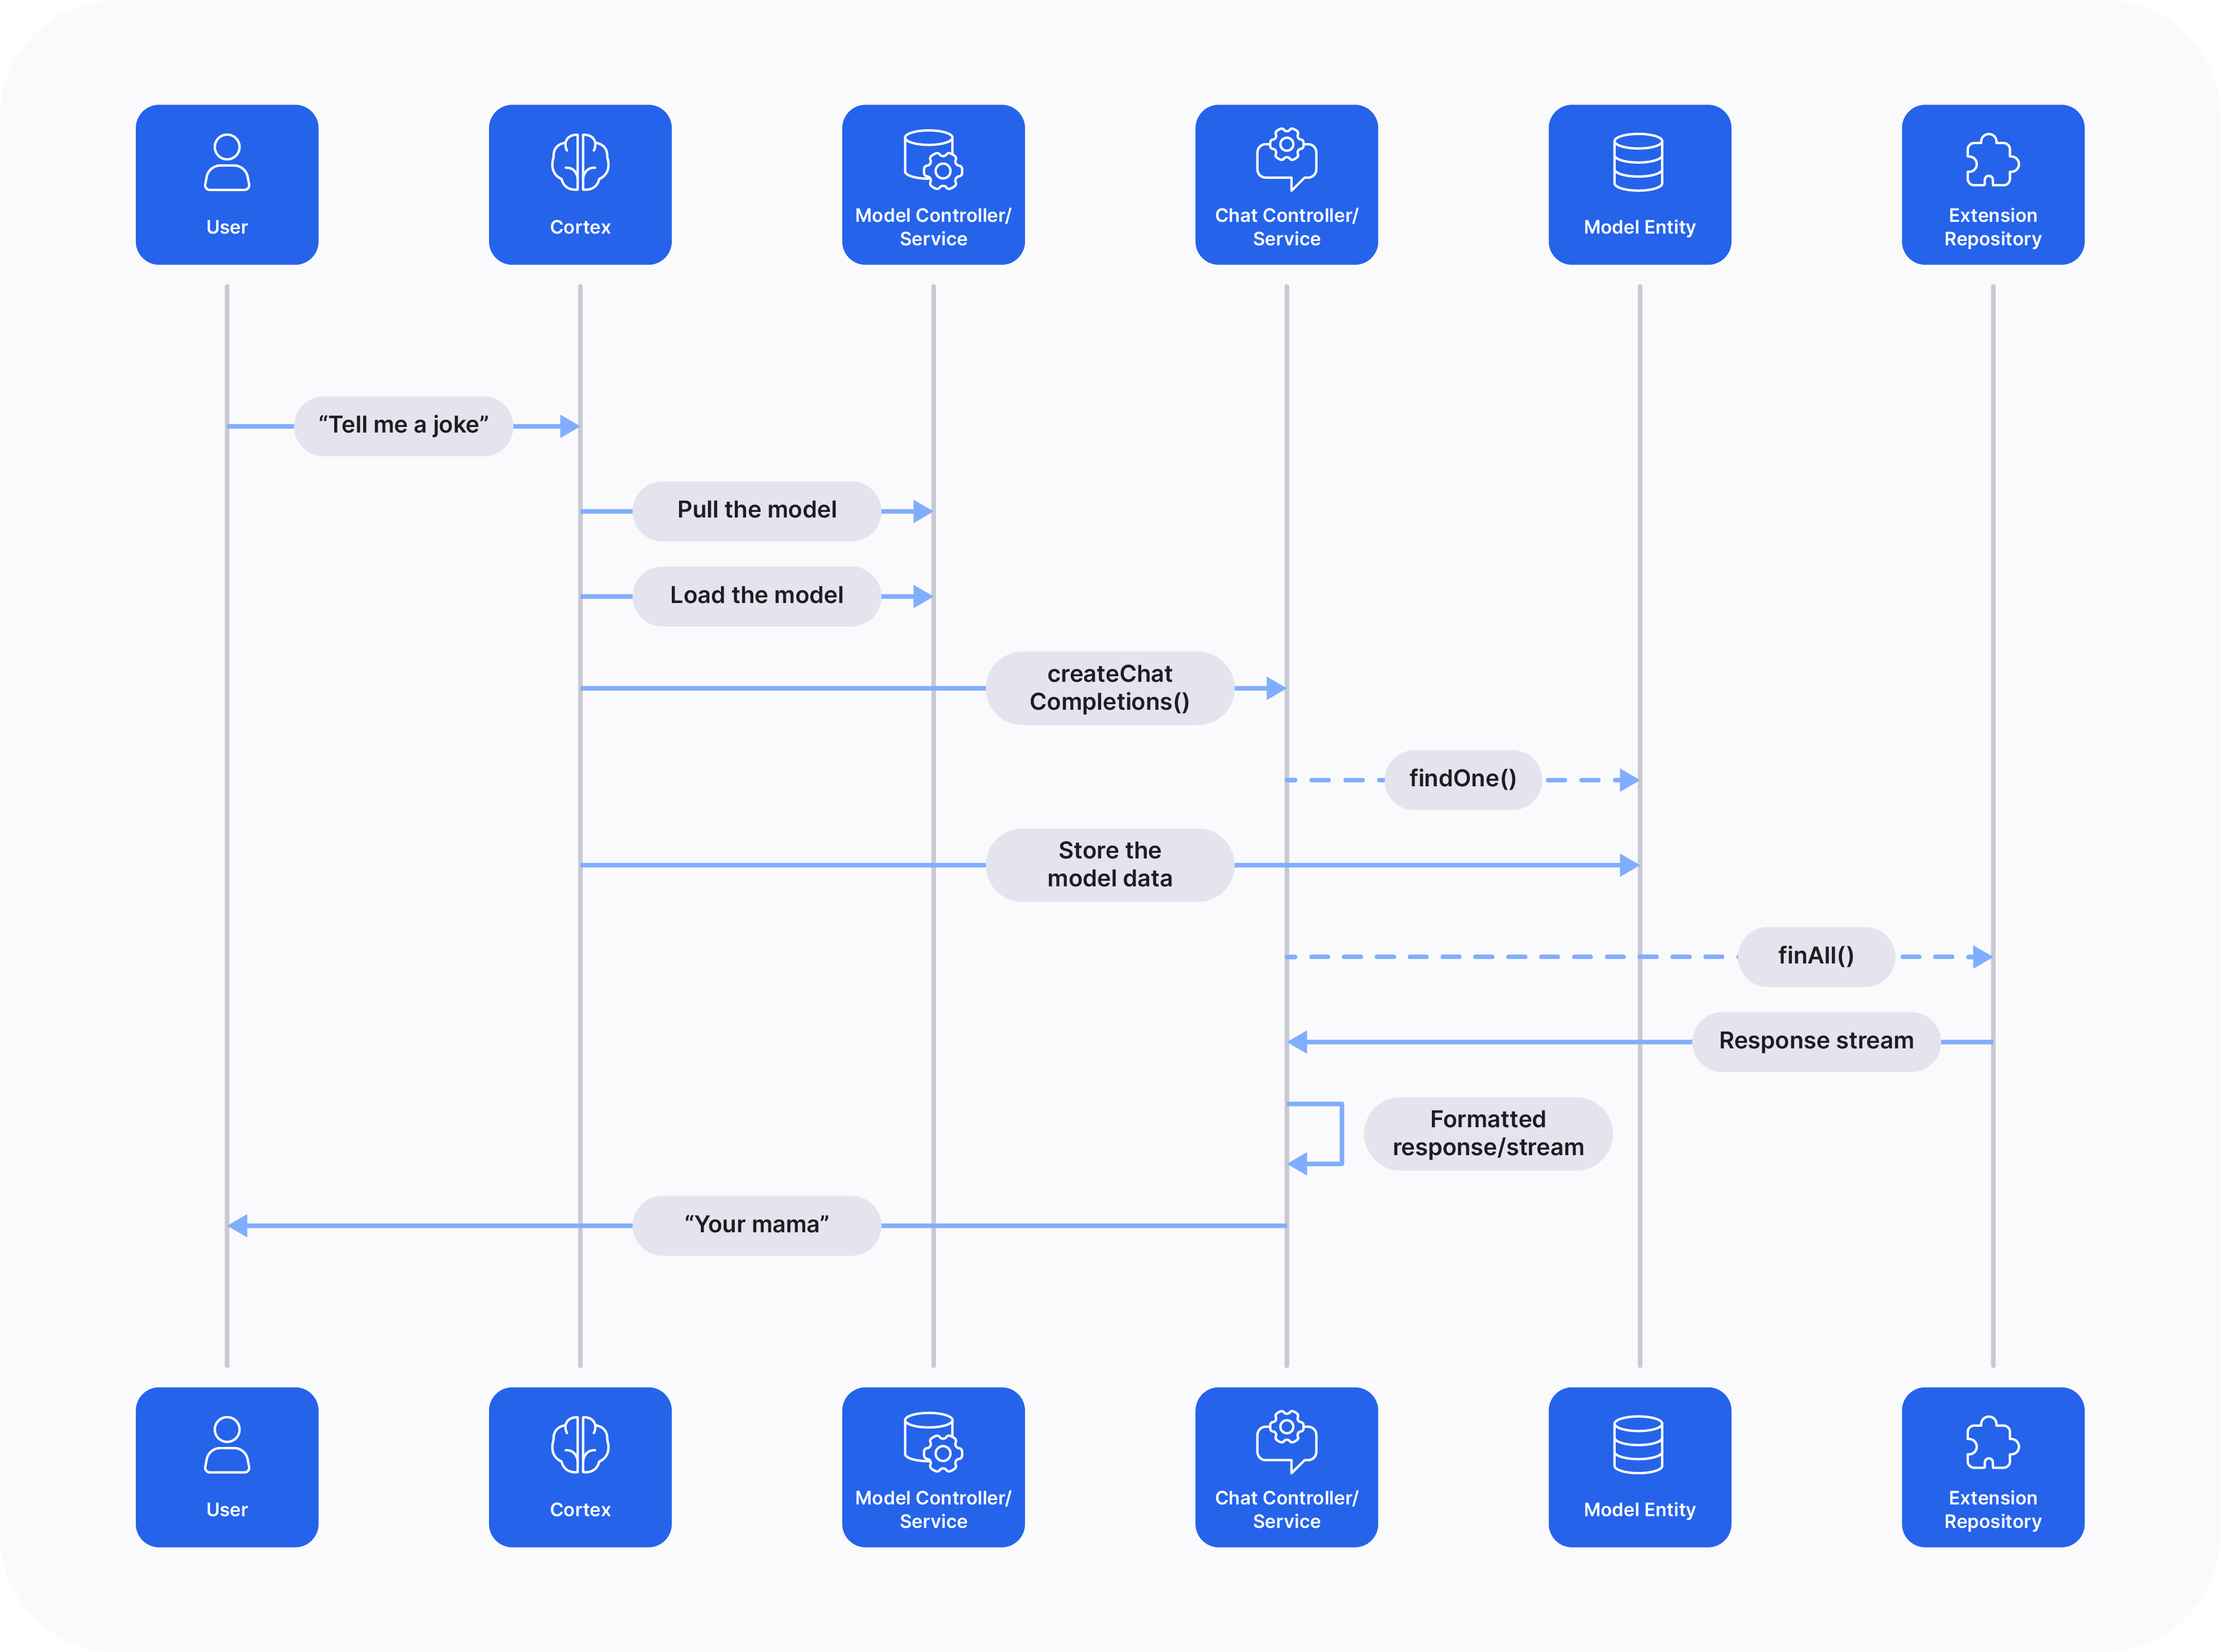 User
Cortex
Model Controller/
Service
Chat Controller/
Service
Model Entity
Extension
Repository
“Tell me a joke”
Pull the model
Load the model
createChat
Completions()
findOne()
Store the
model data
finAll()
Response stream
Formatted
response/stream
“Your mama”
User
Cortex
Model Controller/
Service
Chat Controller/
Service
Model Entity
Extension
Repository